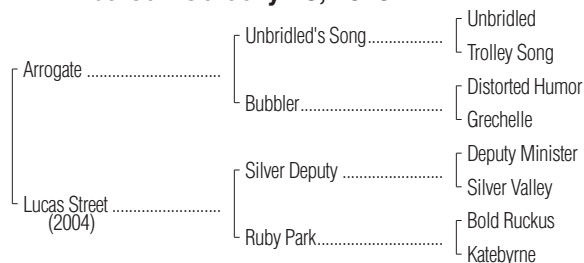 Unbridled
Unbridled's Song
Trolley Song
Arrogate
Distorted Humor
Bubbler
Grechelle
Deputy Minister
Silver Deputy
Silver Valley
Lucas Street
(2004)
Bold Ruckus
Ruby Park
Katebyrne